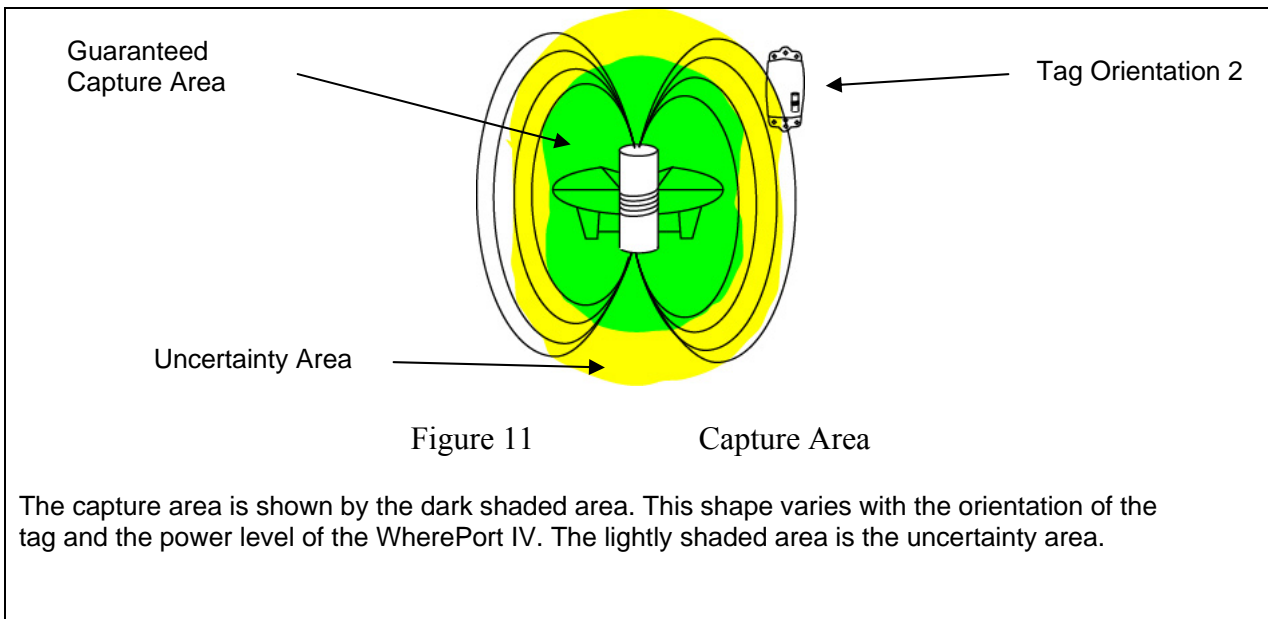 Guaranteed
Capture Area
Tag Orientation 2
Uncertainty Area
Figure 11 Capture Area
The capture area is shown by the dark shaded area. This shape varies with the orientation of the
tag and the power level of the WherePort IV. The lightly shaded area is the uncertainty area.